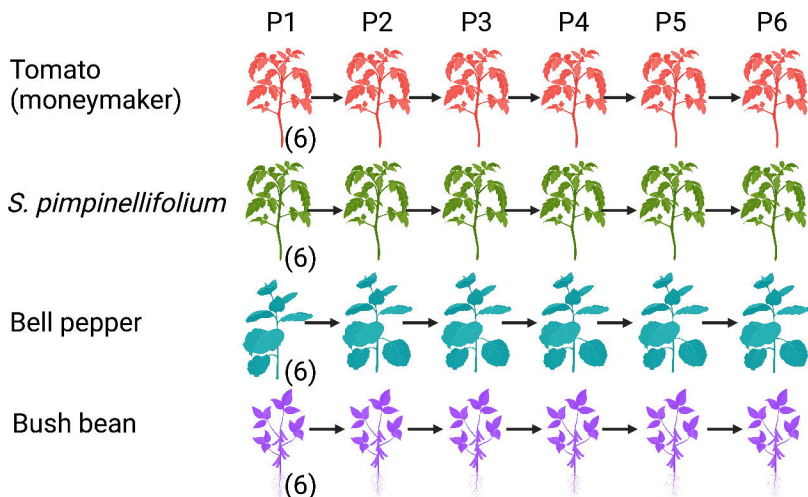 P1 P2 P3 P4 P5 P6
Tomato
(moneymaker)
(6)
S. pimpinellifolium
(6)
Bell pepper
(6)
Bush bean
(6)